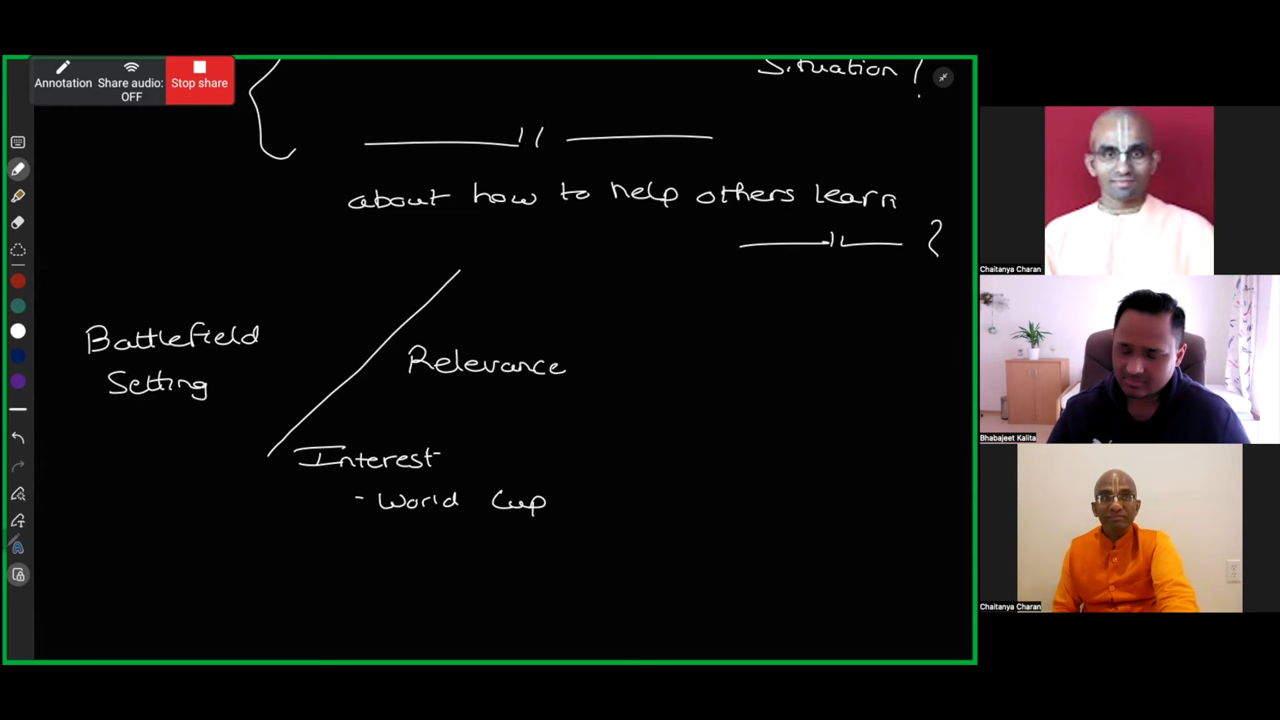 Annotation
Share audio:
OFF
Stop share
Situation!
about how to help others learn
?
Battlefield
Setting
Relevance
Interest
- World Cup
Chaitanya Charan
Bhabajeet Kalita
Chaitanya Charan